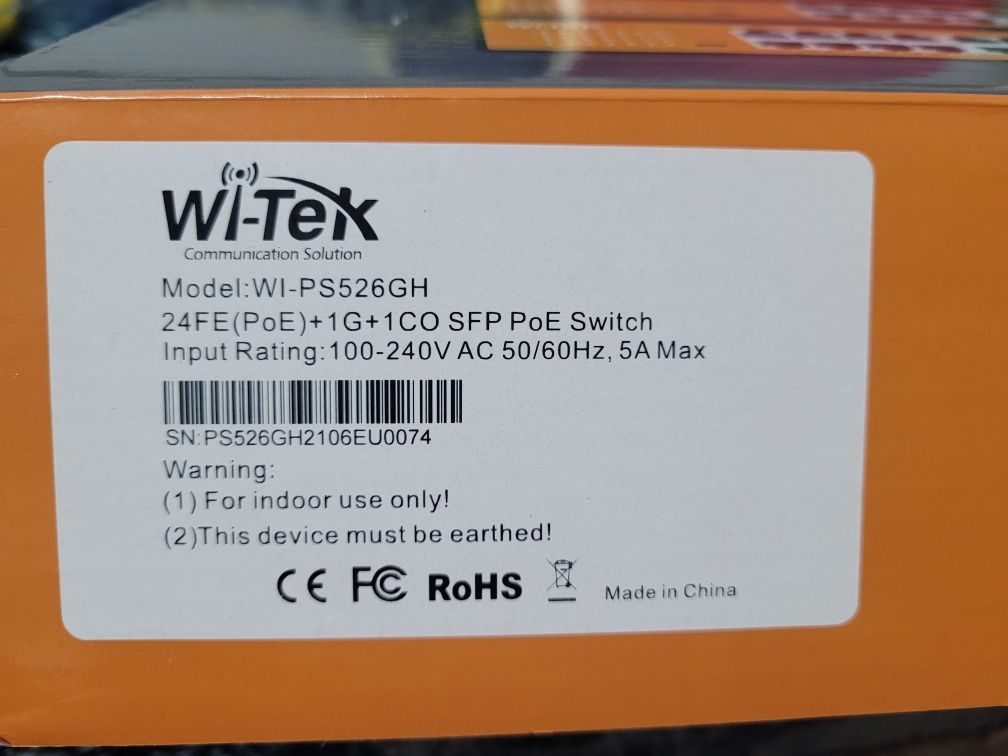 WI-Tek
Communication Solution
Model:WI-PS526GH
24FE(PoE)+1G+1CO SFP PoE Switch
Input Rating:100-240V AC 50/60Hz, 5A Max
SN:PS526GH2106EU0074
Warning:
(1) For indoor use only!
(2)This device must be earthed!
CE FC RoHS Made in China